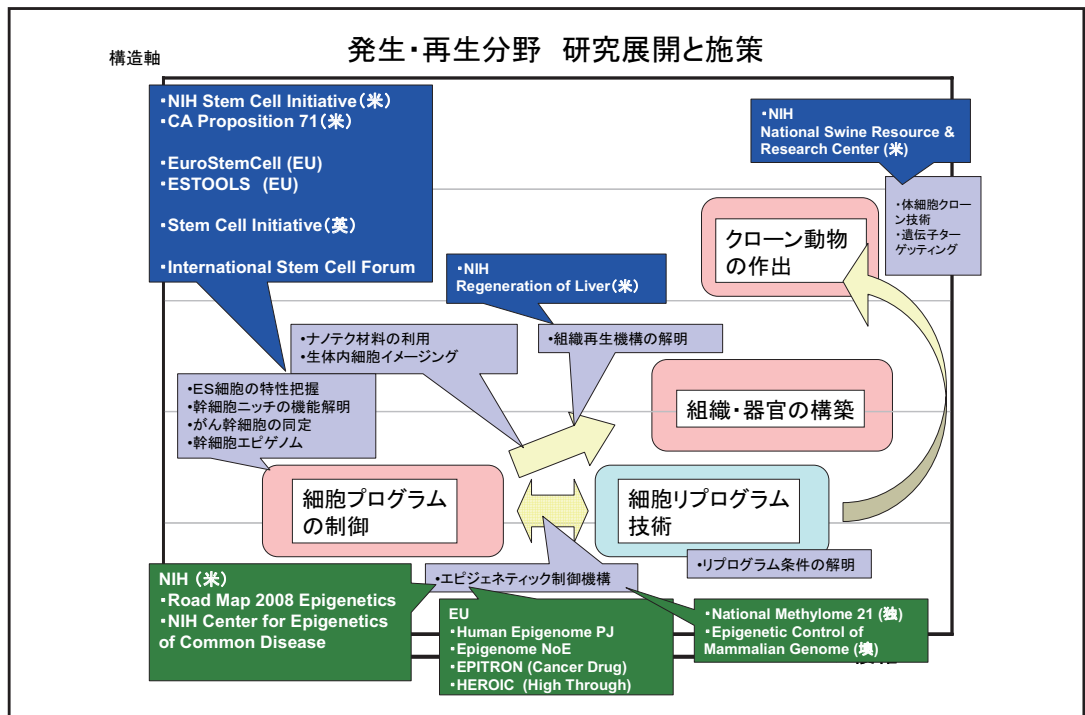 発生・再生分野 研究展開と施策
構造軸
・NIH Stem Cell Initiative(米)
・CA Proposition 71(米)
・EuroStemCell (EU)
・ESTOOLS (EU)
・Stem Cell Initiative(英)
・International Stem Cell Forum
・NIH
National Swine Resource &
Research Center (米)
・体細胞クロー
ン技術
・遺伝子ター
ゲッティング
クローン動物
の作出
・NIH
Regeneration of Liver(米)
・ナノテク材料の利用
・生体内細胞イメージング
・組織再生機構の解明
・ES細胞の特性把握
・幹細胞ニッチの機能解明
・がん幹細胞の同定
・幹細胞エピゲノム
組織・器官の構築
細胞プログラム
の制御
細胞リプログラム
技術
・リプログラム条件の解明
・エピジェネティック制御機構
NIH (米)
・Road Map 2008 Epigenetics
・NIH Center for Epigenetics
of Common Disease
EU
・Human Epigenome PJ
・Epigenome NoE
・EPITRON (Cancer Drug)
・HEROIC (High Through)
・National Methylome 21 (独)
・Epigenetic Control of
Mammalian Genome (墺)